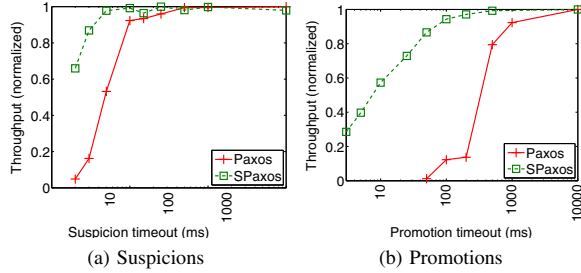 Throughput (normalized)
1
0.8
0.6
0.4
0.2
0
10
100
1000
Suspicion timeout (ms)
Paxos
SPaxos
(a) Suspicions
Throughput (normalized)
1
0.8
0.6
0.4
0.2
0
10
100
1000
10000
Promotion timeout (ms)
Paxos
SPaxos
(b) Promotions